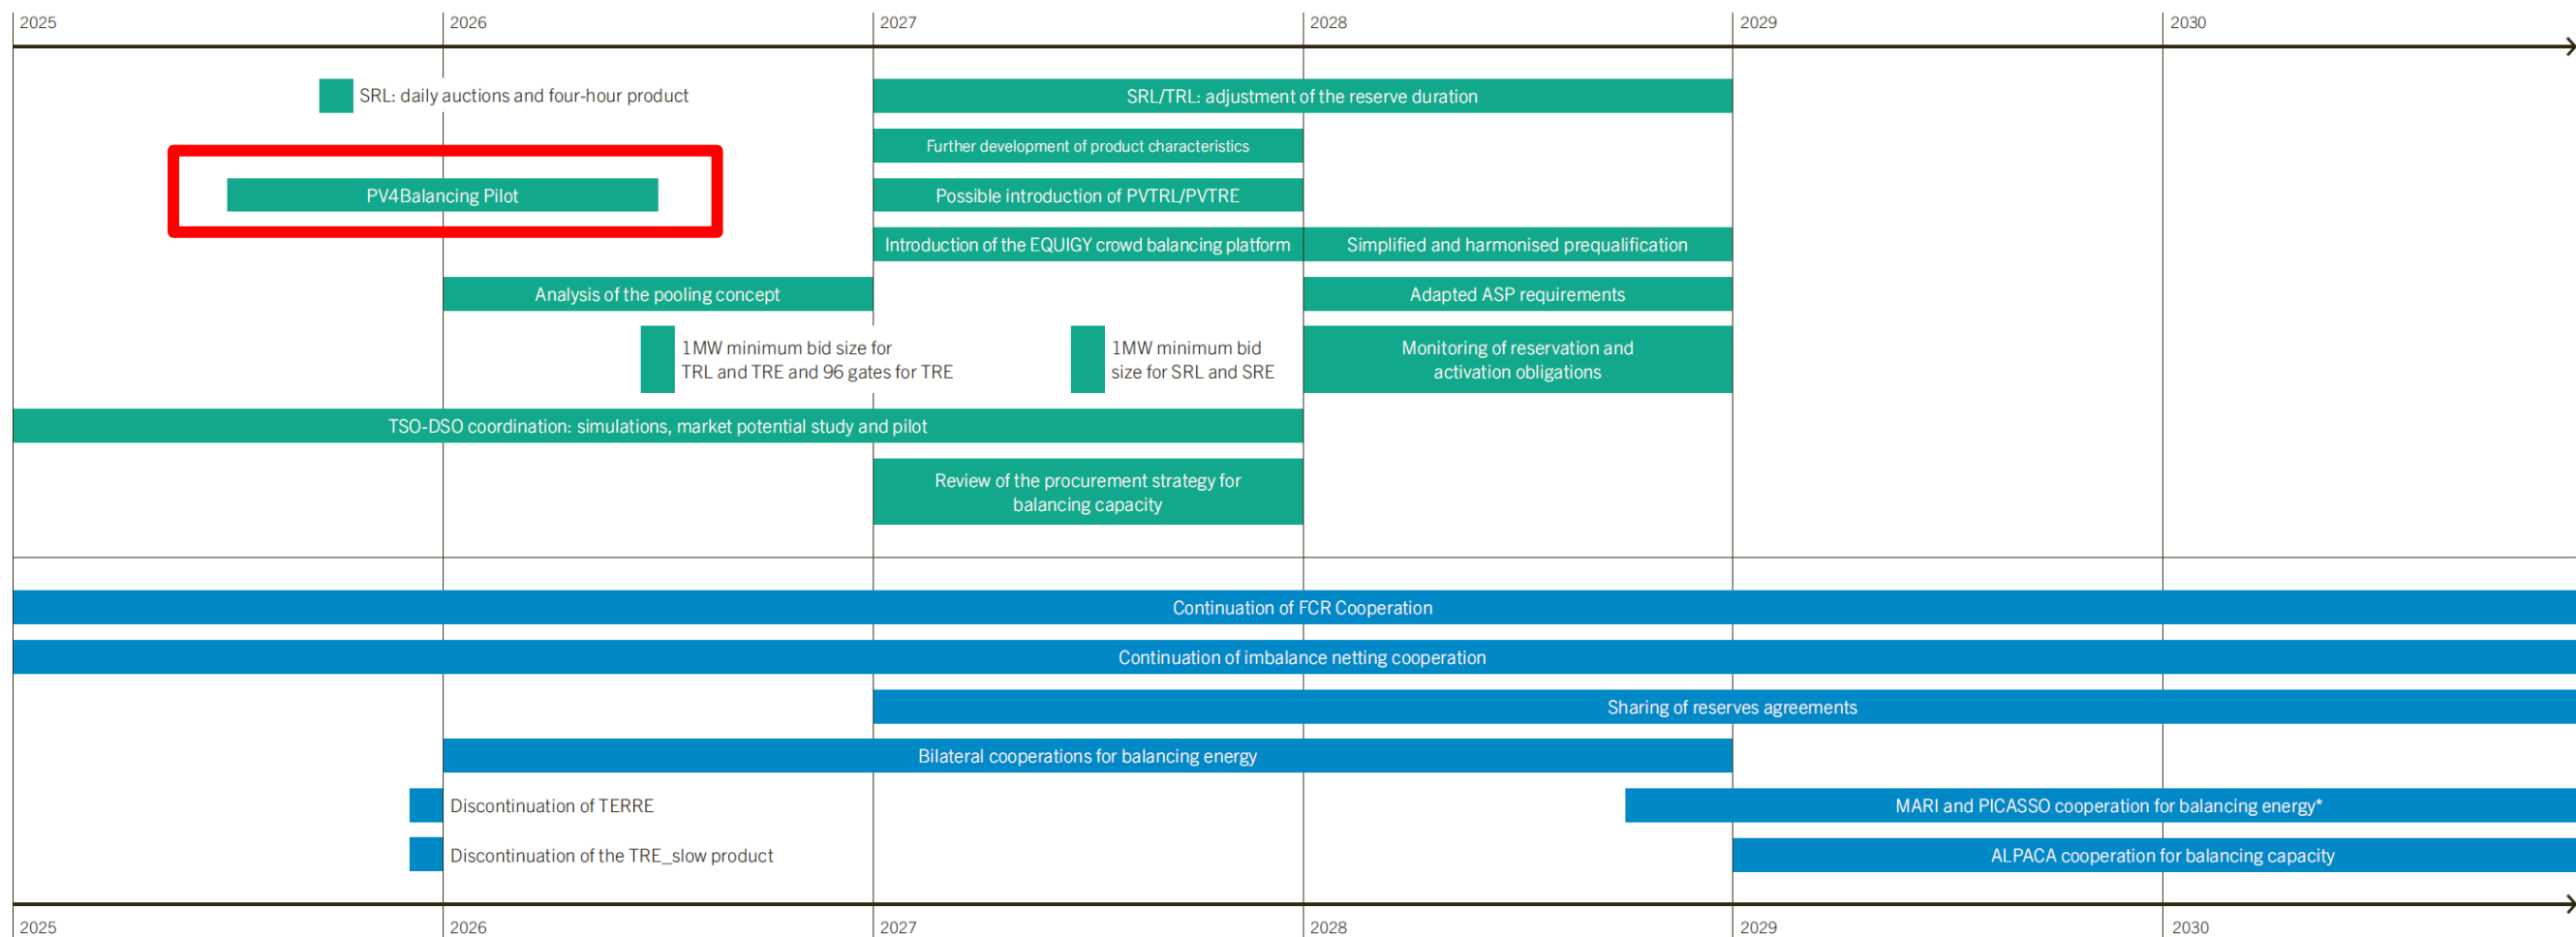 2025 2026 2027 2028 2029 2030
SRL: daily auctions and four-hour product
SRL/TRL: adjustment of the reserve duration
Further development of product characteristics
PV4Balancing Pilot
Possible introduction of PVTRL/PVTRE
Introduction of the EQUIGY crowd balancing platform
Simplified and harmonised prequalification
Analysis of the pooling concept
Adapted ASP requirements
1MW minimum bid size for
TRL and TRE and 96 gates for TRE
1MW minimum bid
size for SRL and SRE
Monitoring of reservation and
activation obligations
TSO-DSO coordination: simulations, market potential study and pilot
Review of the procurement strategy for
balancing capacity
Continuation of FCR Cooperation
Continuation of imbalance netting cooperation
Sharing of reserves agreements
Bilateral cooperations for balancing energy
Discontinuation of TERRE
MARI and PICASSO cooperation for balancing energy*
Discontinuation of the TRE_slow product
ALPACA cooperation for balancing capacity
2025 2026 2027 2028 2029 2030